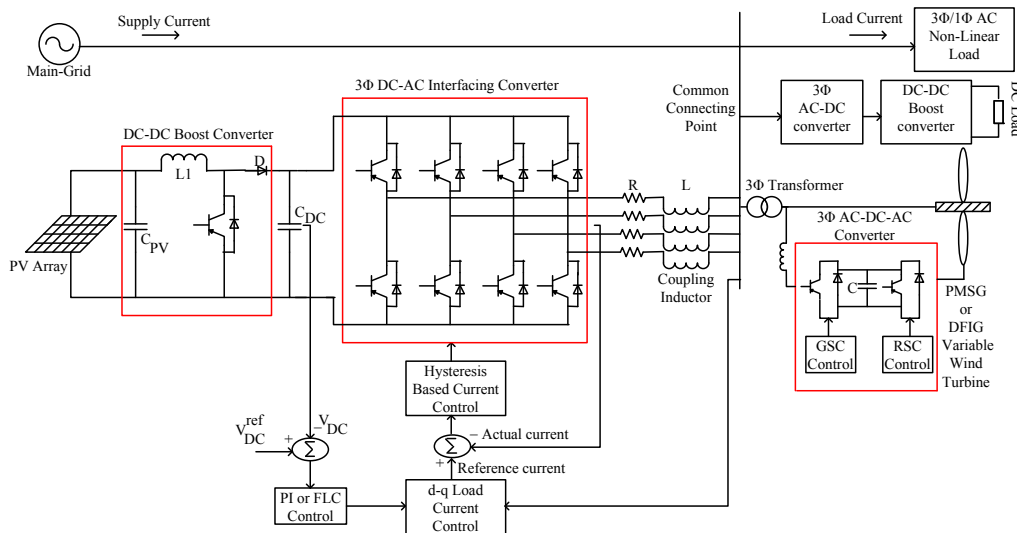 Supply Current
Main-Grid
Load Current
3Φ/1Φ AC
Non-Linear
Load
3Φ DC-AC Interfacing Converter
Common
Connecting
Point
3Φ
AC-DC
converter
DC-DC
Boost
converter
DC Load
DC-DC Boost Converter
L1
D
C PV
C DC
PV Array
R
L
Coupling
Inductor
3Φ Transformer
3Φ AC-DC-AC
Converter
C
GSC
Control
RSC
Control
PMSG
or
DFIG
Variable
Wind
Turbine
Hysteresis
Based Current
Control
V DC ref
+
− V DC
Σ
Σ
− Actual current
+
Reference current
PI or FLC
Control
d-q Load
Current
Control